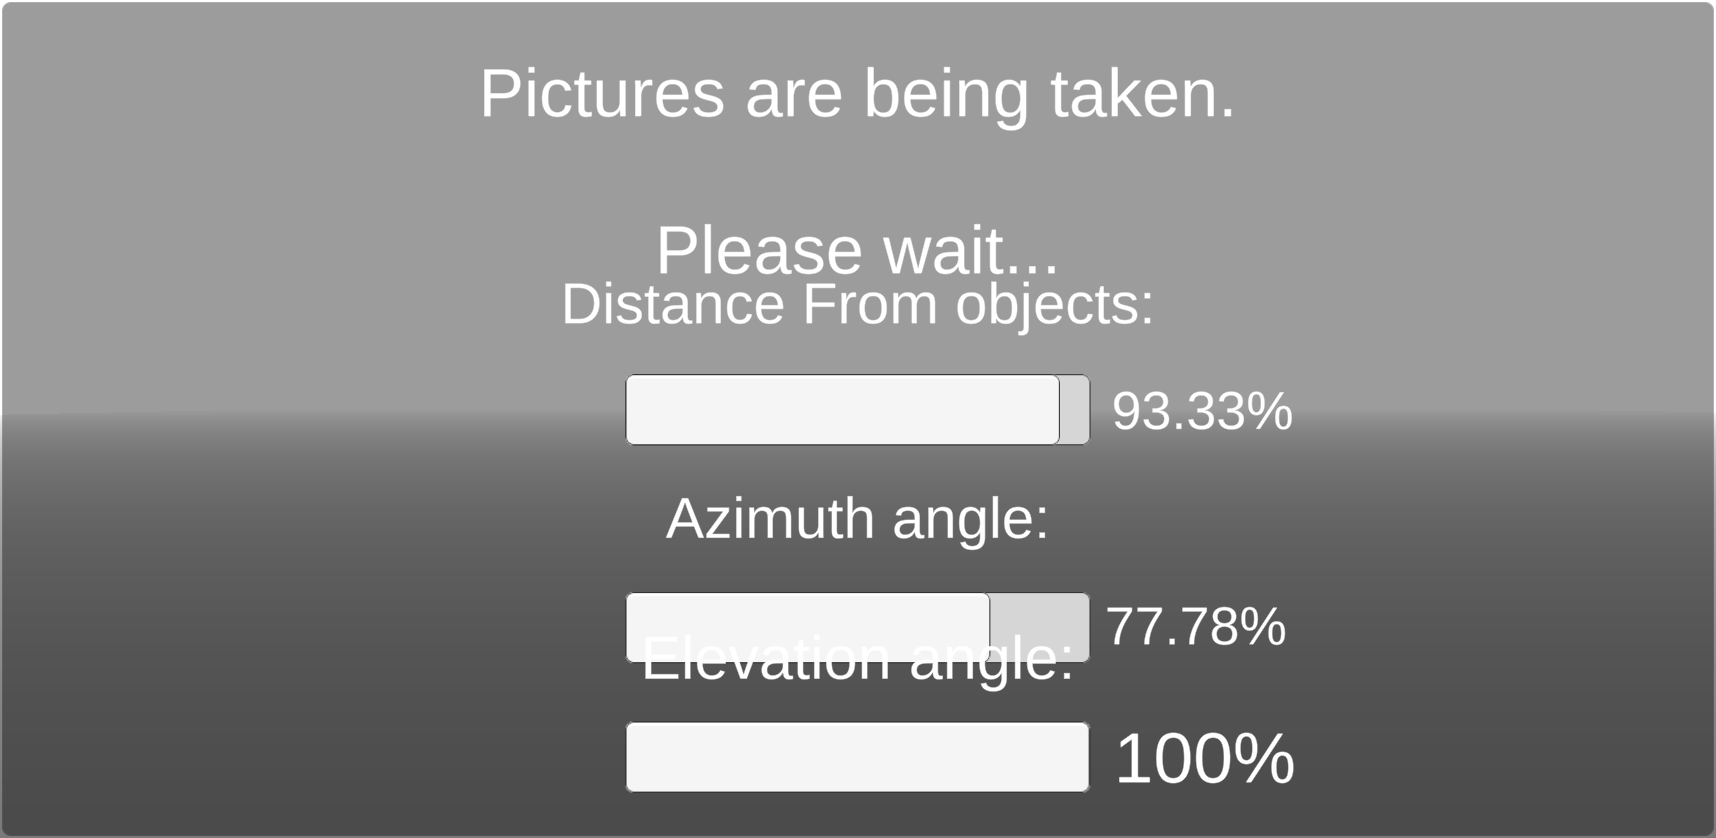 Pictures are being taken.
Please wait...
Distance From objects:
93.33%
Azimuth angle:
77.78%
Elevation angle:
100%